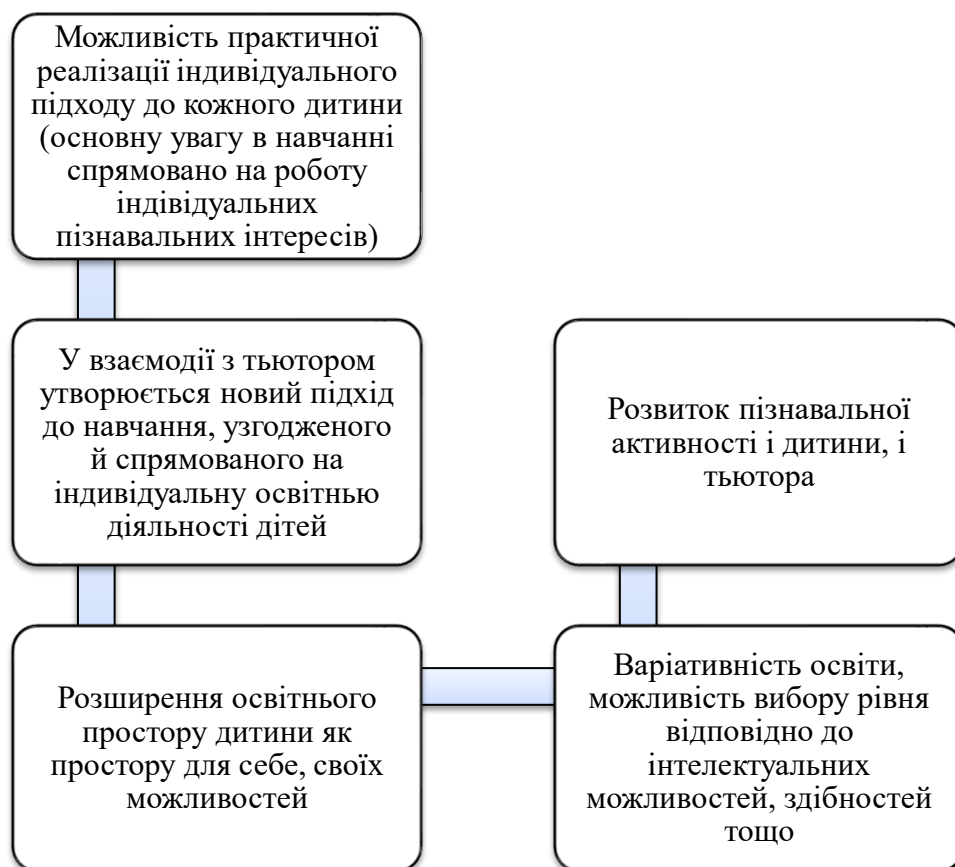 Можливість практичної
реалізації індивідуального
підходу до кожного дитини
(основну увагу в навчанні
спрямовано на роботу
індівідуальних
пізнавальних інтересів)
У взаємодії з тьютором
утворюється новий підхід
до навчання, узгодженого
й спрямованого на
індивідуальну освітньою
діяльності дітей
Розширення освітнього
простору дитини як
простору для себе, своїх
можливостей
Варіативність освіти,
можливість вибору рівня
відповідно до
інтелектуальних
можливостей, здібностей
тощо
Розвиток пізнавальної
активності і дитини, і
тьютора